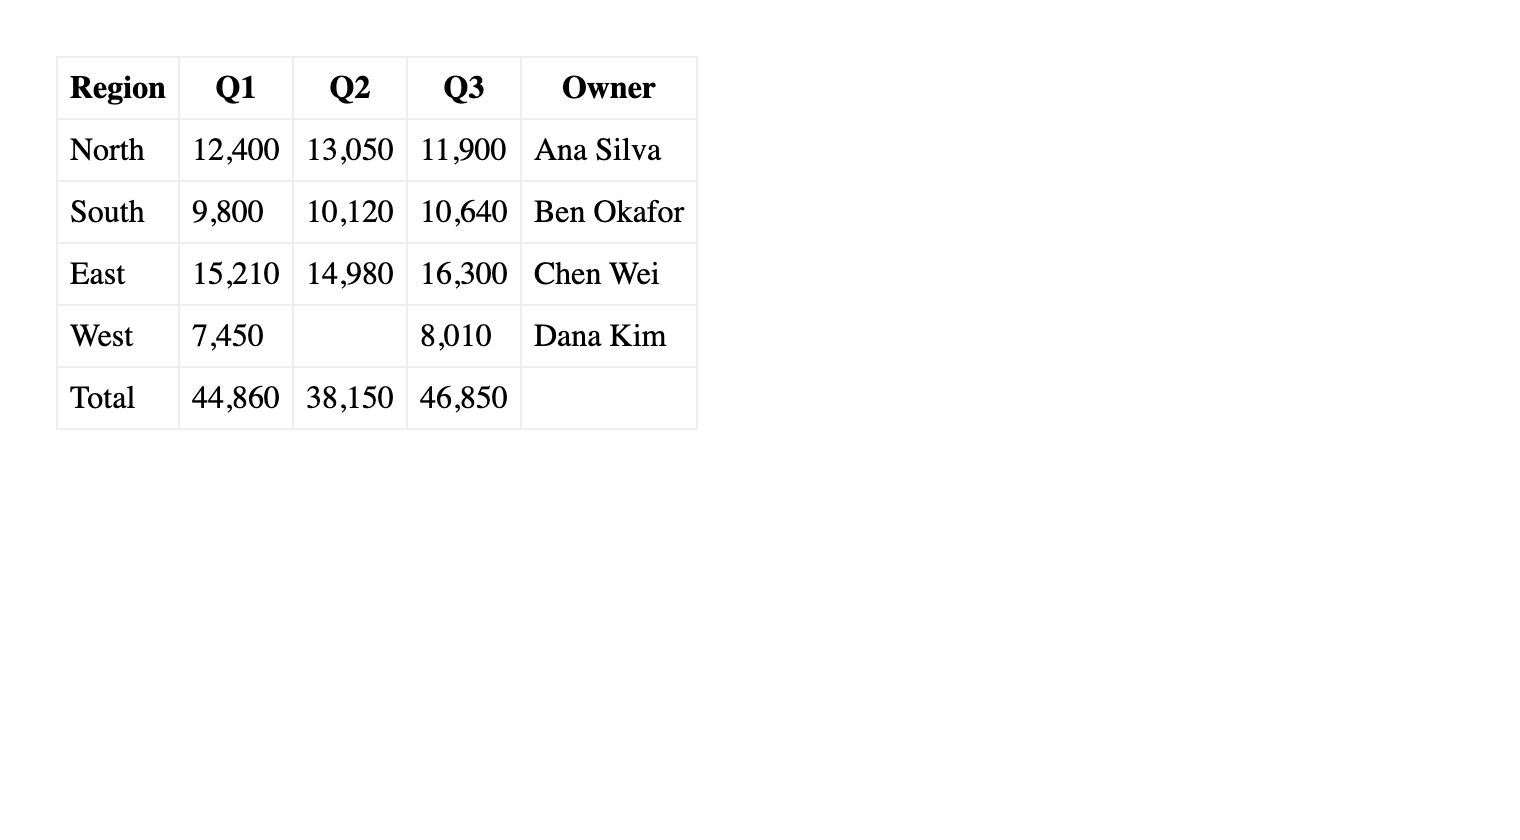 Region Q1 Q2 Q3 Owner
North 12,400 13,050 11,900 Ana Silva
South 9,800 10,120 10,640 Ben Okafor
East 15,210 14,980 16,300 Chen Wei
West 7,450 8,010 Dana Kim
Total 44,860 38,150 46,850